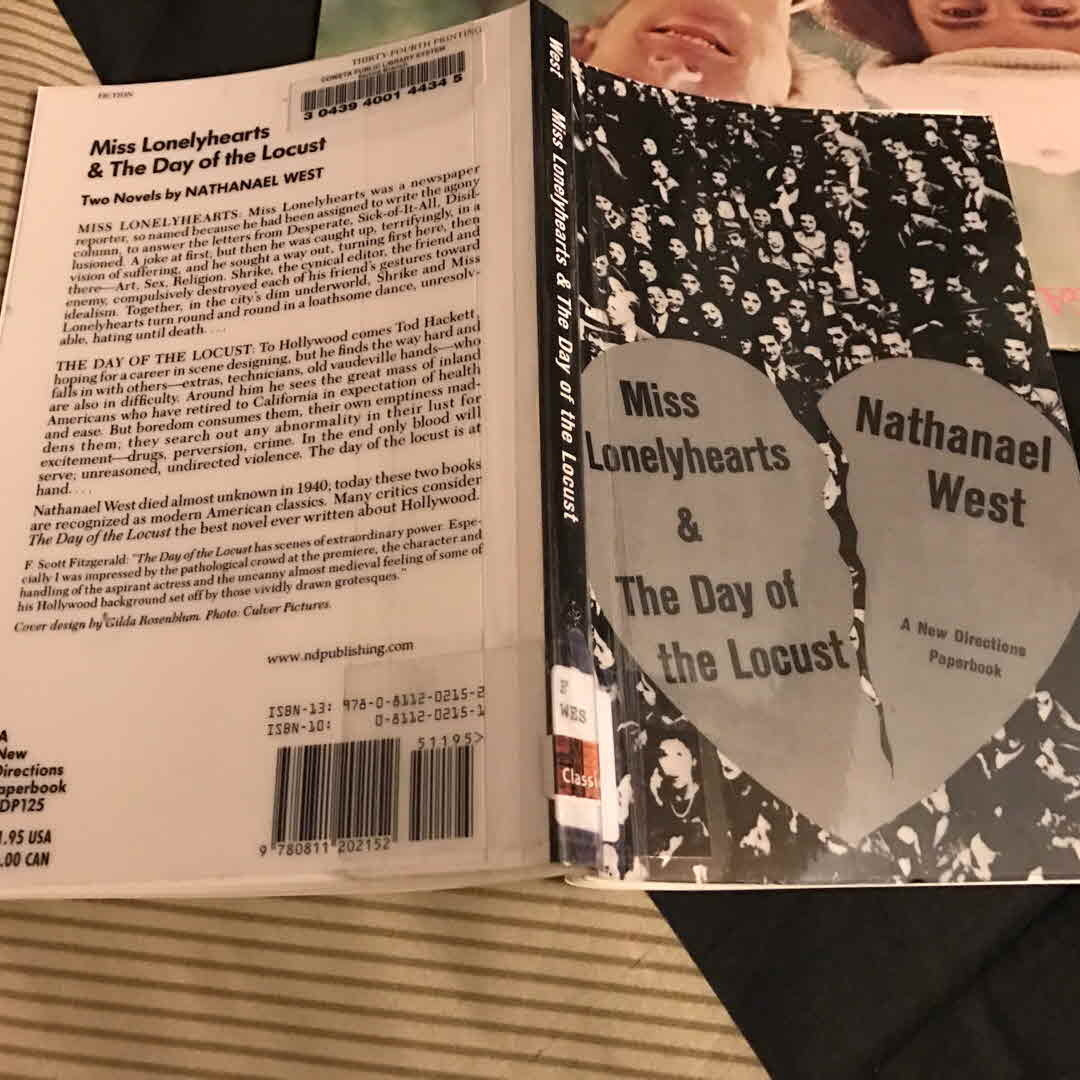 FICTION
THIRTY-FOURTH PRINTING
3 0439 4001 4434 5
Miss Lonelyhearts
& The Day of the Locust
Two Novels by NATHANAEL WEST
MISS LONELYHEARTS: Miss Lonelyhearts was a newspaper
reporter, so named because he had been assigned to write the agony
column, to answer the letters from Desperate, Sick-of-It-All, Disil-
lusioned. A joke at first, but then he was caught up, terrifyingly, in a
vision of suffering, and he sought a way out, turning first here, then
there—Art, Sex, Religion. Shrike, the cynical editor, the friend and
enemy, compulsively destroyed each of his friend's gestures toward
idealism. Together, in the city's dim underworld, Shrike and Miss
Lonelyhearts turn round and round in a loathsome dance, unresolv-
able, hating until death. . . .
THE DAY OF THE LOCUST: To Hollywood comes Tod Hackett,
hoping for a career in scene designing, but he finds the way hard and
falls in with others—extras, technicians, old vaudeville hands—who
are also in difficulty. Around him he sees the great mass of inland
Americans who have retired to California in expectation of health
and ease. But boredom consumes them, their own emptiness mad-
dens them; they search out any abnormality in their lust for
excitement—drugs, perversion, crime. In the end only blood will
serve; unreasoned, undirected violence. The day of the locust is at
hand. . . .
Nathanael West died almost unknown in 1940; today these two books
are recognized as modern American classics. Many critics consider
The Day of the Locust the best novel ever written about Hollywood.
F. Scott Fitzgerald: "The Day of the Locust has scenes of extraordinary power. Espe-
cially I was impressed by the pathological crowd at the premiere, the character and
handling of the aspirant actress and the uncanny almost medieval feeling of some of
his Hollywood background set off by those vividly drawn grotesques."
Cover design by Gilda Rosenblum. Photo: Culver Pictures.
www.ndpublishing.com
ISBN-13: 978-0-8112-0215-2
ISBN-10: 0-8112-0215-1
51195>
9 780811 202152
A
New
Directions
Paperbook
NDP125
.95 USA
.00 CAN
West Miss Lonelyhearts & The Day of the Locust
F
WES
Classi
Miss
Lonelyhearts
&
The Day of
the Locust
Nathanael
West
A New Directions
Paperbook